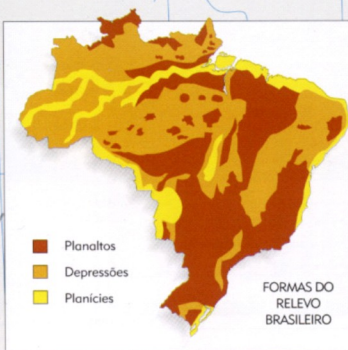 Planaltos
Depressões
Planícies
FORMAS DO
RELEVO
BRASILEIRO